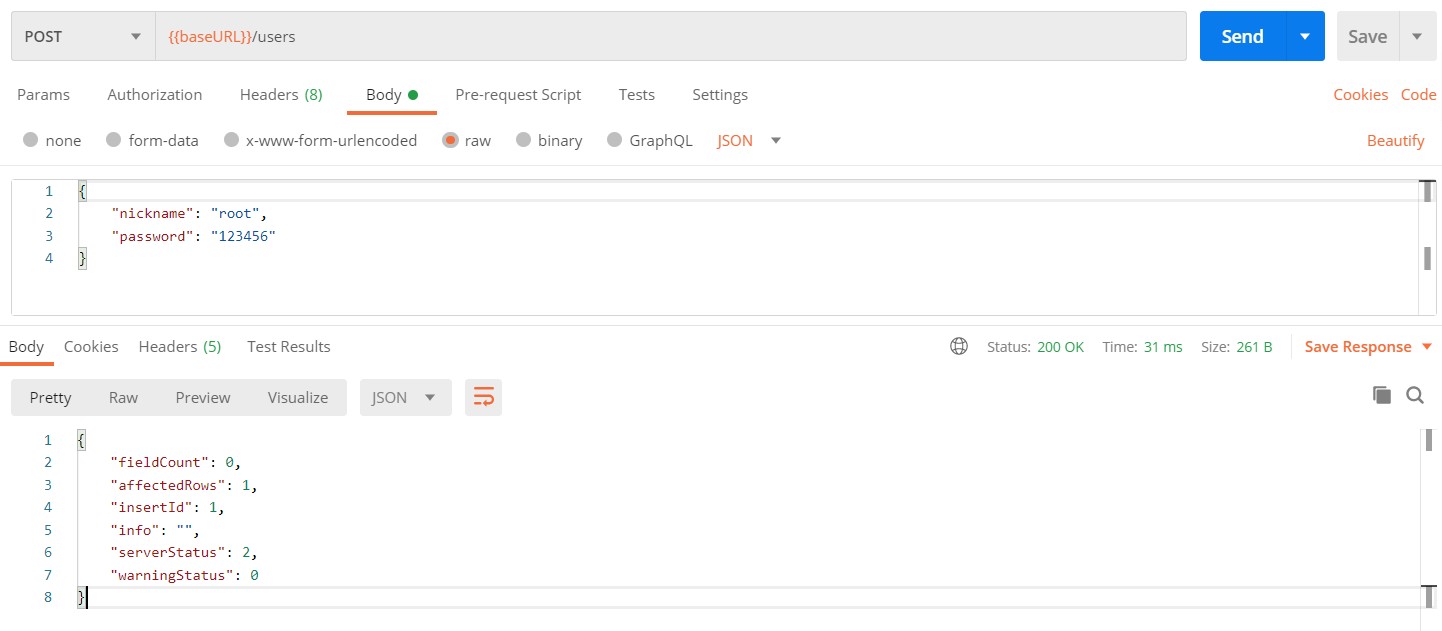 POST {{baseURL}}/users Send Save
Params Authorization Headers (8) Body Pre-request Script Tests Settings Cookies Code
none form-data x-www-form-urlencoded raw binary GraphQL JSON Beautify
1 {
2 "nickname": "root",
3 "password": "123456"
4 }
Body Cookies Headers (5) Test Results Status: 200 OK Time: 31 ms Size: 261 B Save Response
Pretty Raw Preview Visualize JSON
1 {
2 "fieldCount": 0,
3 "affectedRows": 1,
4 "insertId": 1,
5 "info": "",
6 "serverStatus": 2,
7 "warningStatus": 0
8 }